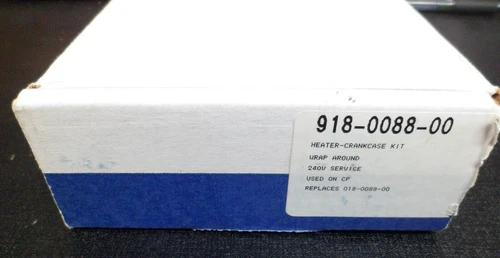 918-0088-00
HEATER-CRANKCASE KIT
WRAP AROUND
240V SERVICE
USED ON CP
REPLACES 018-0088-00